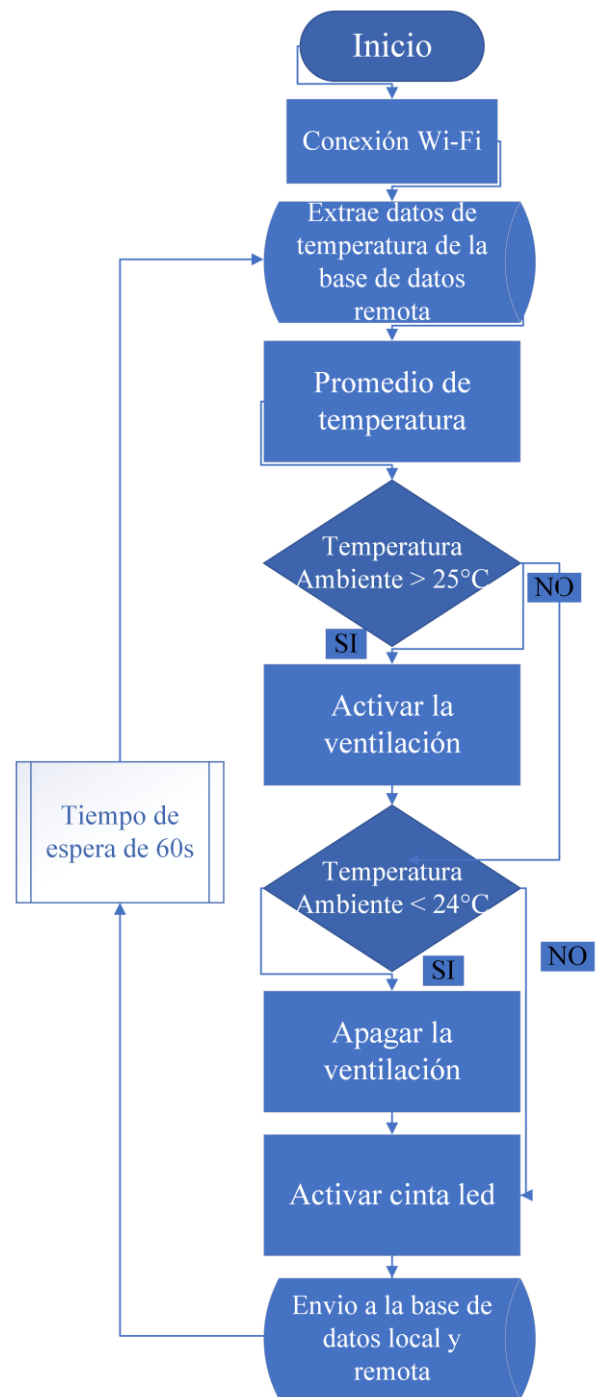 Inicio
Conexión Wi-Fi
Extrae datos de
temperatura de la
base de datos
remota
Promedio de
temperatura
Temperatura
Ambiente > 25°C
NO
SI
Activar la
ventilación
Tiempo de
espera de 60s
Temperatura
Ambiente < 24°C
NO
SI
Apagar la
ventilación
Activar cinta led
Envio a la base de
datos local y
remota